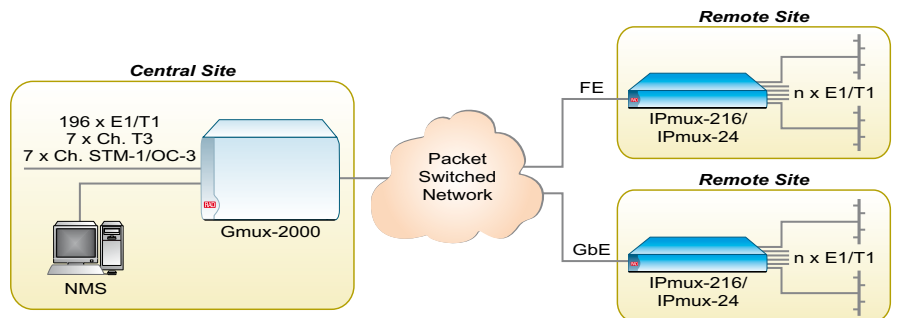 Central Site
196 x E1/T1
7 x Ch. T3
7 x Ch. STM-1/OC-3
RAD
Gmux-2000
NMS
Packet
Switched
Network
FE
GbE
Remote Site
n x E1/T1
IPmux-216/
IPmux-24
Remote Site
n x E1/T1
IPmux-216/
IPmux-24